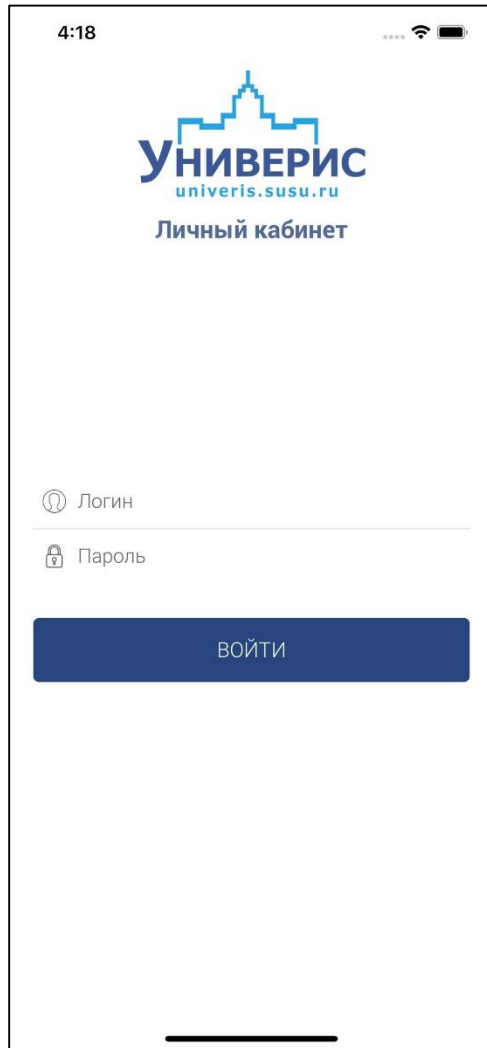 4:18
Универис
univeris.susu.ru
Личный кабинет
Логин
Пароль
ВОЙТИ